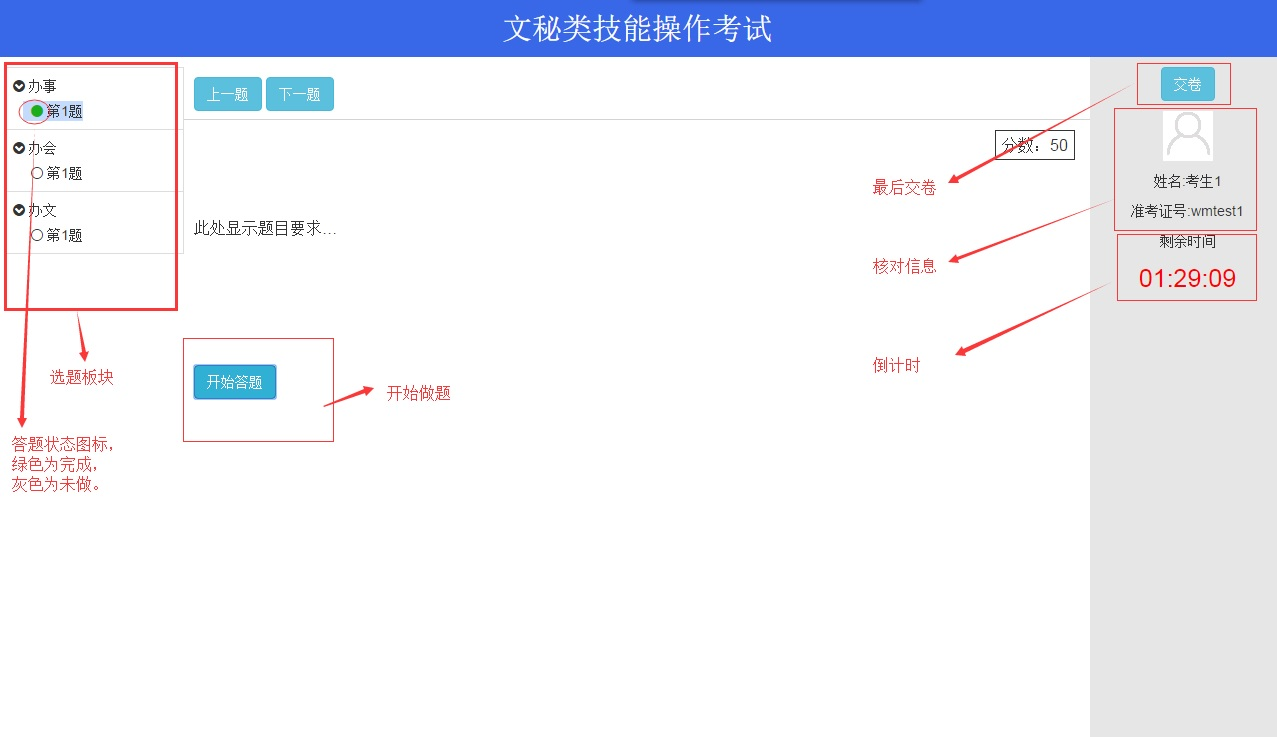 文秘类技能操作考试
办事
第1题
办会
第1题
办文
第1题
选题板块
答题状态图标,
绿色为完成,
灰色为未做。
上一题 下一题
分数：50
此处显示题目要求...
开始答题
开始做题
最后交卷
核对信息
倒计时
交卷
姓名:考生1
准考证号:wmtest1
剩余时间
01:29:09